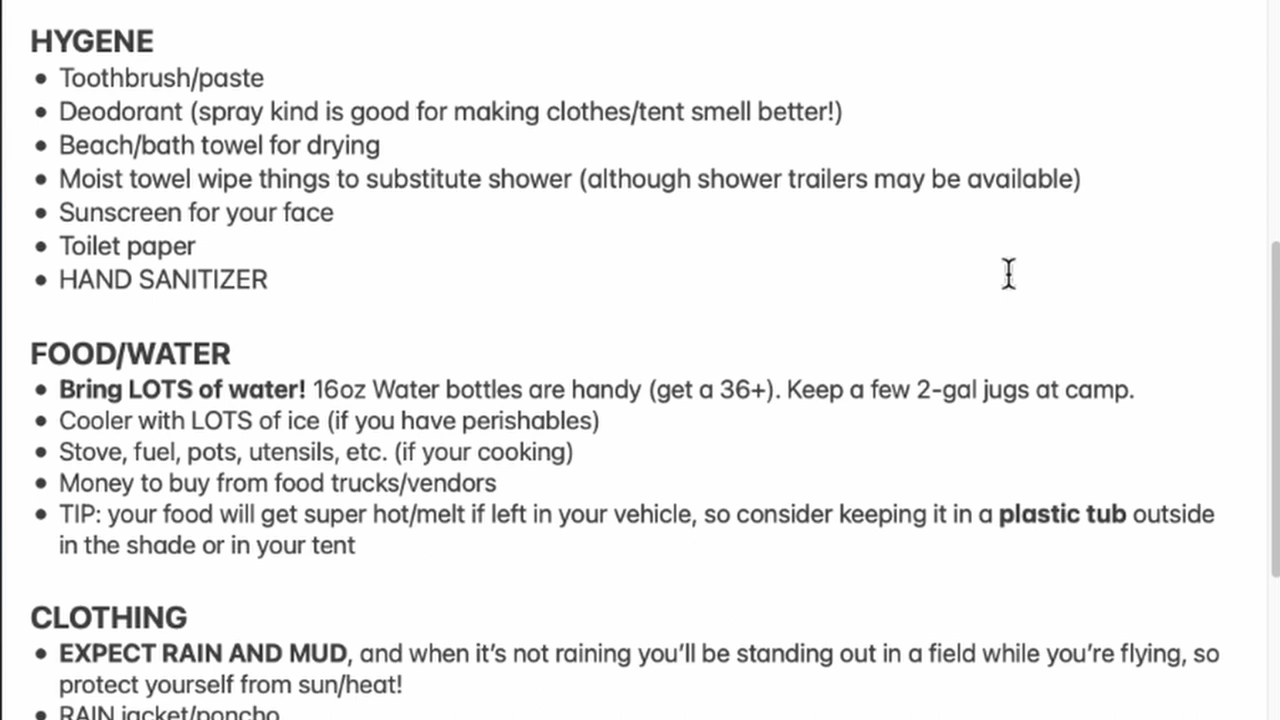 HYGENE
• Toothbrush/paste
• Deodorant (spray kind is good for making clothes/tent smell better!)
• Beach/bath towel for drying
• Moist towel wipe things to substitute shower (although shower trailers may be available)
• Sunscreen for your face
• Toilet paper
• HAND SANITIZER
FOOD/WATER
• Bring LOTS of water! 16oz Water bottles are handy (get a 36+). Keep a few 2-gal jugs at camp.
• Cooler with LOTS of ice (if you have perishables)
• Stove, fuel, pots, utensils, etc. (if your cooking)
• Money to buy from food trucks/vendors
• TIP: your food will get super hot/melt if left in your vehicle, so consider keeping it in a plastic tub outside
in the shade or in your tent
CLOTHING
• EXPECT RAIN AND MUD, and when it’s not raining you’ll be standing out in a field while you’re flying, so
protect yourself from sun/heat!
• RAIN jacket/poncho